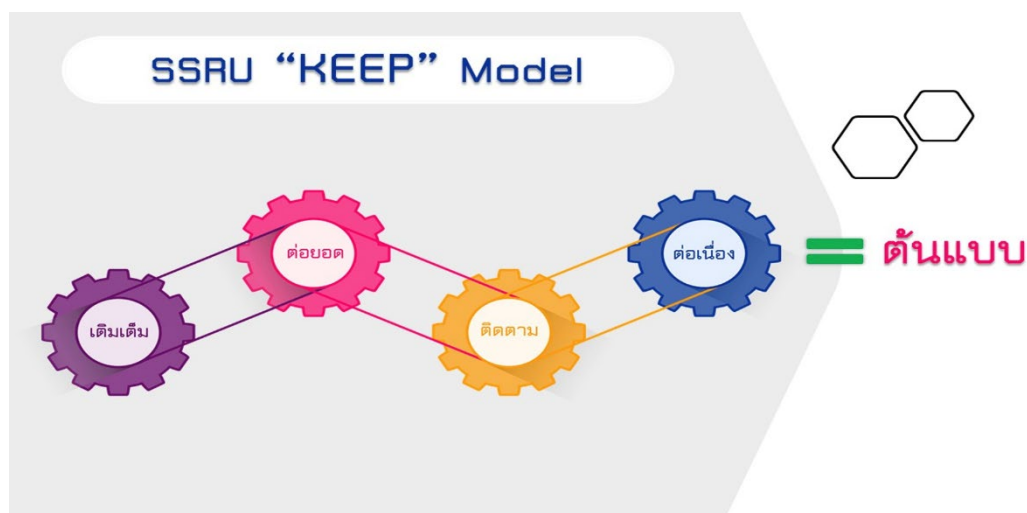 SSRU “KEEP” Model
เติมเต็ม
ต่อยอด
ติดตาม
ต่อเนื่อง
= ต้นแบบ